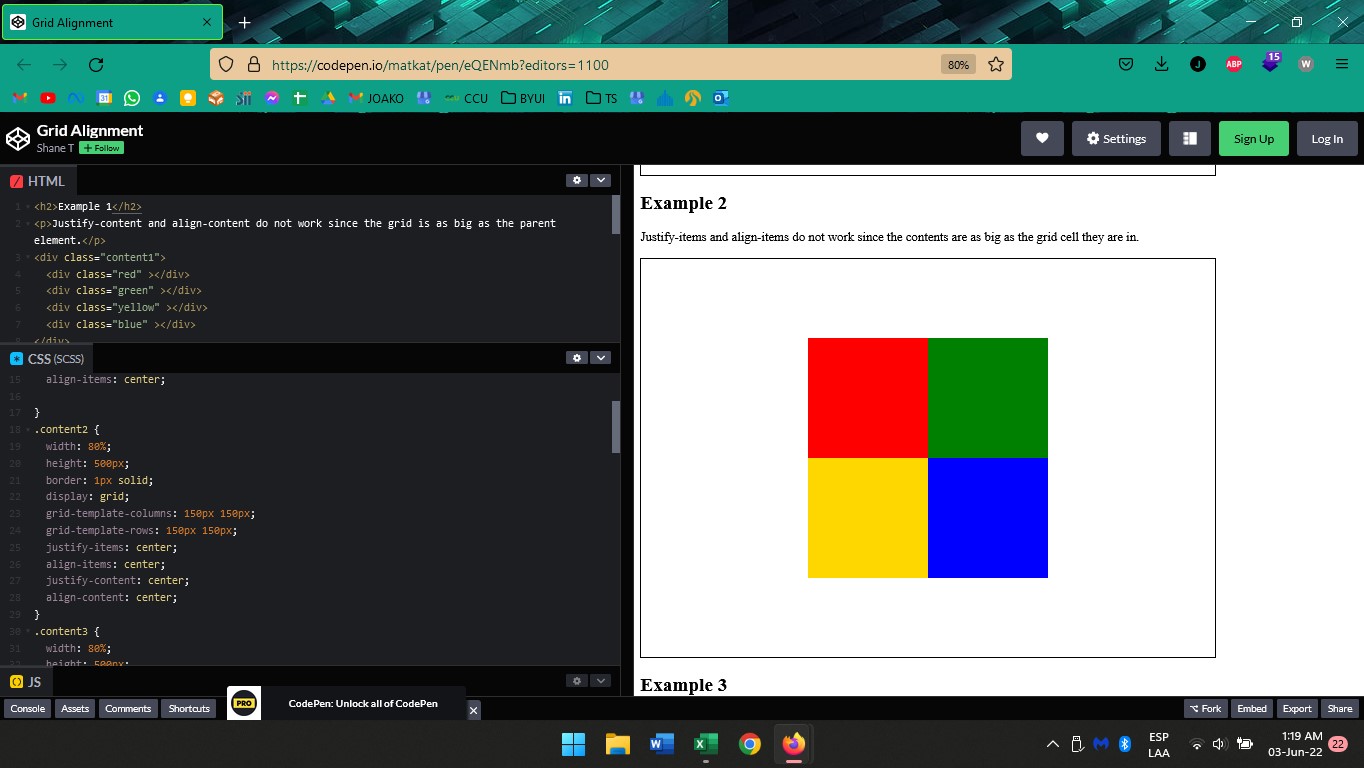 Grid Alignment
https://codepen.io/matkat/pen/eQENmb?editors=1100
80%
J
ABP
15
W
31
JOAKO
CCU
BYUI
TS
Grid Alignment
Shane T
+ Follow
Settings
Sign Up
Log In
HTML
1 <h2>Example 1</h2>
2 <p>Justify-content and align-content do not work since the grid is as big as the parent
element.</p>
3 <div class="content1">
4 <div class="red" ></div>
5 <div class="green" ></div>
6 <div class="yellow" ></div>
7 <div class="blue" ></div>
</div>
CSS (SCSS)
15 align-items: center;
16
17 }
18 .content2 {
19 width: 80%;
20 height: 500px;
21 border: 1px solid;
22 display: grid;
23 grid-template-columns: 150px 150px;
24 grid-template-rows: 150px 150px;
25 justify-items: center;
26 align-items: center;
27 justify-content: center;
28 align-content: center;
29 }
30 .content3 {
31 width: 80%;
32 height: 500px;
JS
Example 2
Justify-items and align-items do not work since the contents are as big as the grid cell they are in.
Example 3
Console
Assets
Comments
Shortcuts
PRO
CodePen: Unlock all of CodePen
Fork
Embed
Export
Share
ESP
LAA
1:19 AM
03-Jun-22
22